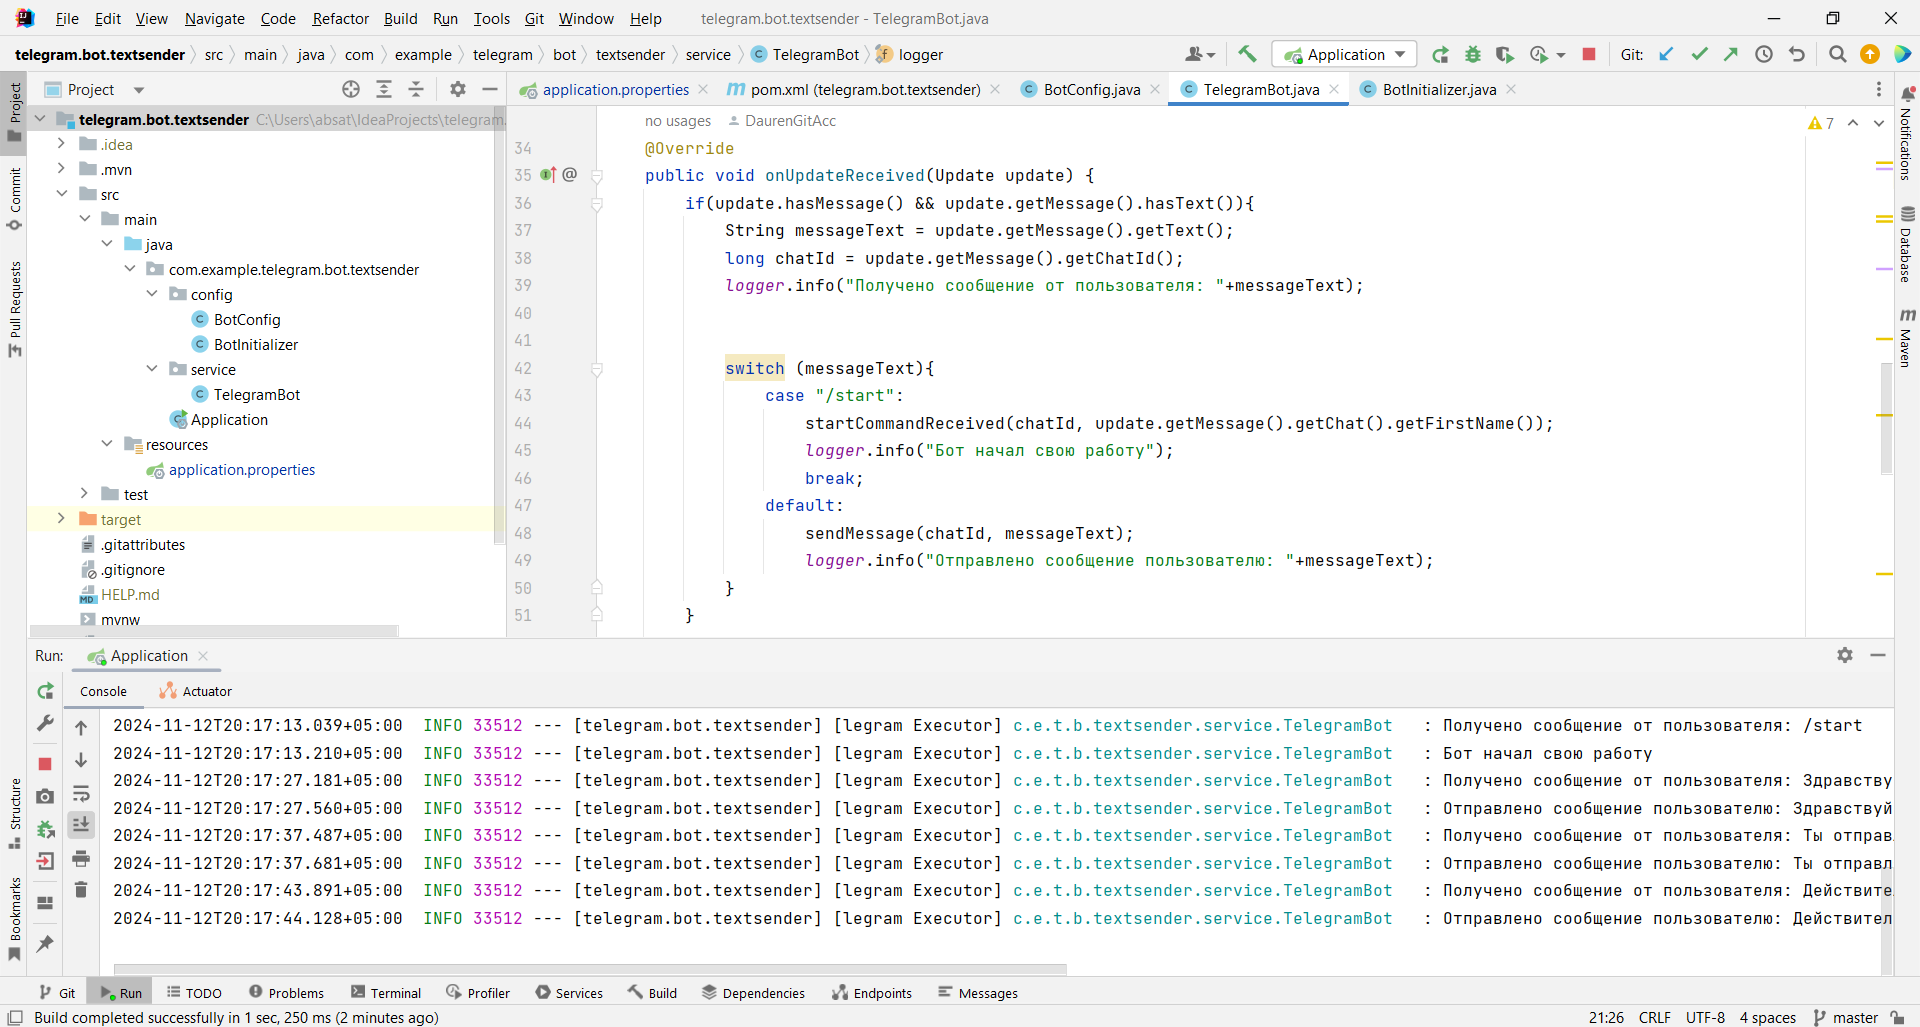 File Edit View Navigate Code Refactor Build Run Tools Git Window Help telegram.bot.textsender - TelegramBot.java
telegram.bot.textsender src main java com example telegram bot textsender service TelegramBot logger Application Git:
Project application.properties pom.xml (telegram.bot.textsender) BotConfig.java TelegramBot.java BotInitializer.java
Project
Commit
Pull Requests
telegram.bot.textsender C:\Users\absat\IdeaProjects\telegram.
.idea
.mvn
src
main
java
com.example.telegram.bot.textsender
config
BotConfig
BotInitializer
service
TelegramBot
Application
resources
application.properties
test
target
.gitattributes
.gitignore
HELP.md
mvnw
no usages DaurenGitAcc
7
34 @Override
35 public void onUpdateReceived(Update update) {
36 if(update.hasMessage() && update.getMessage().hasText()){
37 String messageText = update.getMessage().getText();
38 long chatId = update.getMessage().getChatId();
39 logger.info("Получено сообщение от пользователя: "+messageText);
40
41
42 switch (messageText){
43 case "/start":
44 startCommandReceived(chatId, update.getMessage().getChat().getFirstName());
45 logger.info("Бот начал свою работу");
46 break;
47 default:
48 sendMessage(chatId, messageText);
49 logger.info("Отправлено сообщение пользователю: "+messageText);
50 }
51 }
Notifications
Database
Maven
Run: Application
Console Actuator
Structure
Bookmarks
2024-11-12T20:17:13.039+05:00 INFO 33512 --- [telegram.bot.textsender] [legram Executor] c.e.t.b.textsender.service.TelegramBot : Получено сообщение от пользователя: /start
2024-11-12T20:17:13.210+05:00 INFO 33512 --- [telegram.bot.textsender] [legram Executor] c.e.t.b.textsender.service.TelegramBot : Бот начал свою работу
2024-11-12T20:17:27.181+05:00 INFO 33512 --- [telegram.bot.textsender] [legram Executor] c.e.t.b.textsender.service.TelegramBot : Получено сообщение от пользователя: Здравству
2024-11-12T20:17:27.560+05:00 INFO 33512 --- [telegram.bot.textsender] [legram Executor] c.e.t.b.textsender.service.TelegramBot : Отправлено сообщение пользователю: Здравствуй
2024-11-12T20:17:37.487+05:00 INFO 33512 --- [telegram.bot.textsender] [legram Executor] c.e.t.b.textsender.service.TelegramBot : Получено сообщение от пользователя: Ты отправ
2024-11-12T20:17:37.681+05:00 INFO 33512 --- [telegram.bot.textsender] [legram Executor] c.e.t.b.textsender.service.TelegramBot : Отправлено сообщение пользователю: Ты отправл
2024-11-12T20:17:43.891+05:00 INFO 33512 --- [telegram.bot.textsender] [legram Executor] c.e.t.b.textsender.service.TelegramBot : Получено сообщение от пользователя: Действите
2024-11-12T20:17:44.128+05:00 INFO 33512 --- [telegram.bot.textsender] [legram Executor] c.e.t.b.textsender.service.TelegramBot : Отправлено сообщение пользователю: Действител
Git Run TODO Problems Terminal Profiler Services Build Dependencies Endpoints Messages
Build completed successfully in 1 sec, 250 ms (2 minutes ago) 21:26 CRLF UTF-8 4 spaces master